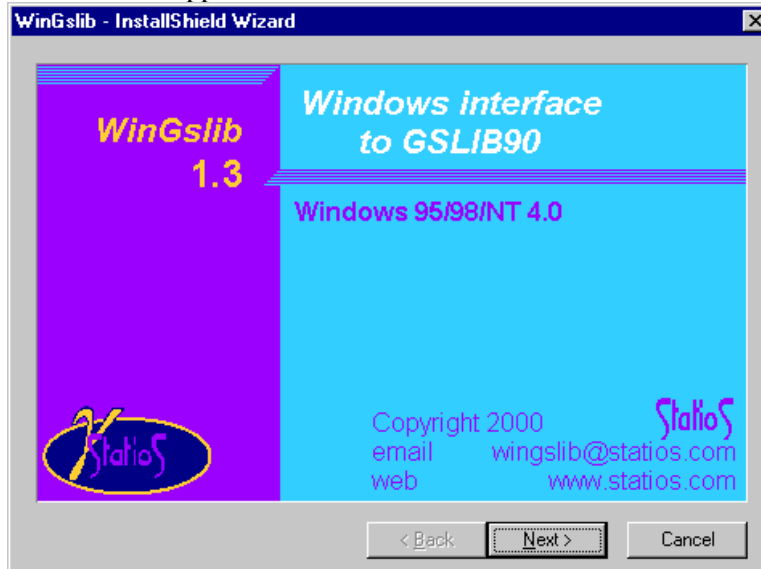 WinGslib - InstallShield Wizard
WinGslib
1.3
Windows interface
to GSLIB90
Windows 95/98/NT 4.0
StatioS
Copyright 2000
StatioS
email wingslib@statios.com
web www.statios.com
< Back
Next >
Cancel